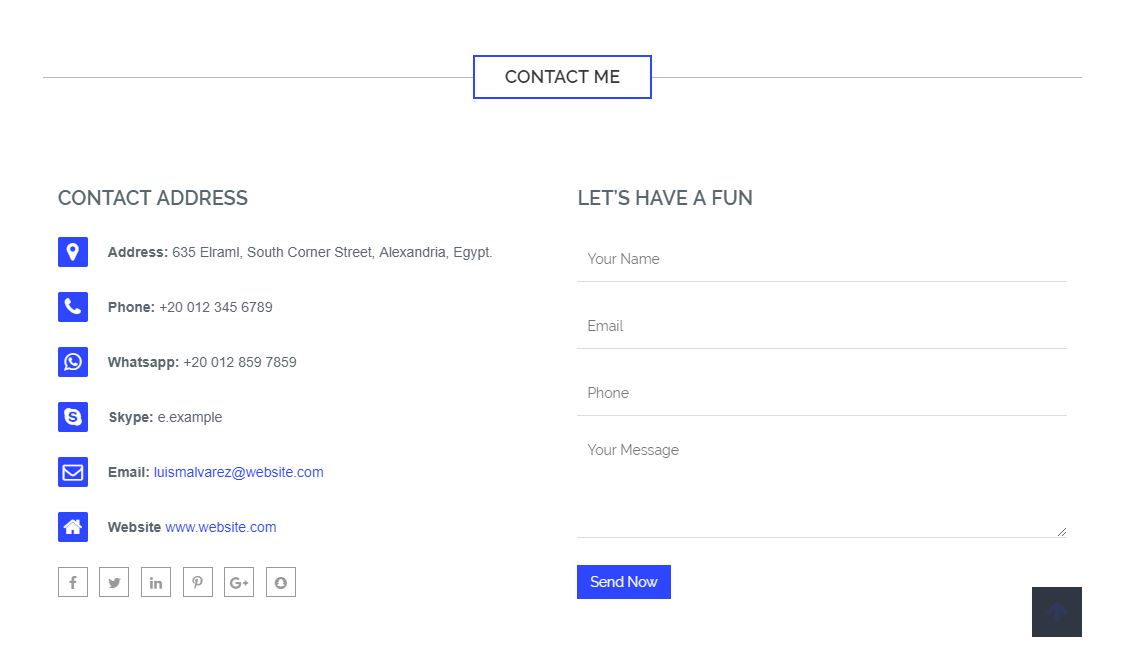 CONTACT ME
CONTACT ADDRESS
Address: 635 Elraml, South Corner Street, Alexandria, Egypt.
Phone: +20 012 345 6789
Whatsapp: +20 012 859 7859
Skype: e.example
Email: luismalvarez@website.com
Website www.website.com
LET'S HAVE A FUN
Your Name
Email
Phone
Your Message
Send Now